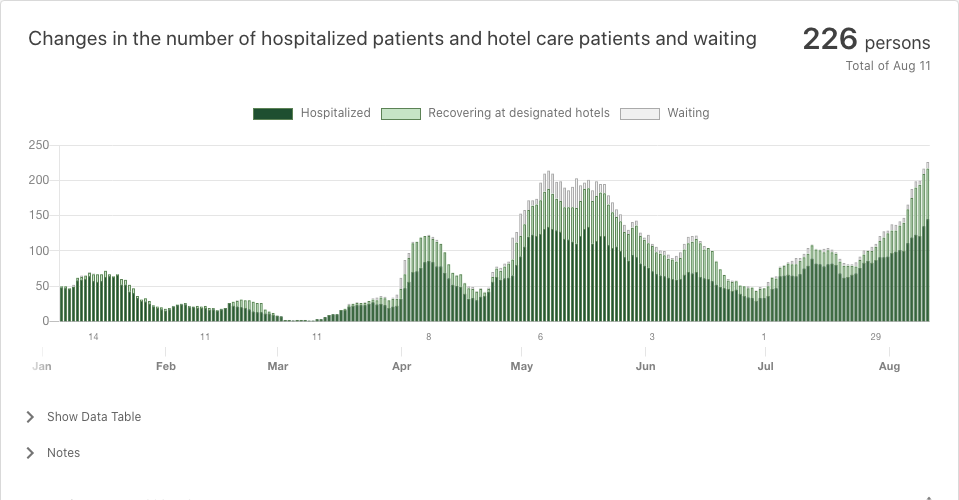 Changes in the number of hospitalized patients and hotel care patients and waiting
226 persons
Total of Aug 11
Hospitalized Recovering at designated hotels Waiting
250
200
150
100
50
0
14 11 11 8 6 3 1 29
Jan Feb Mar Apr May Jun Jul Aug
Show Data Table
Notes